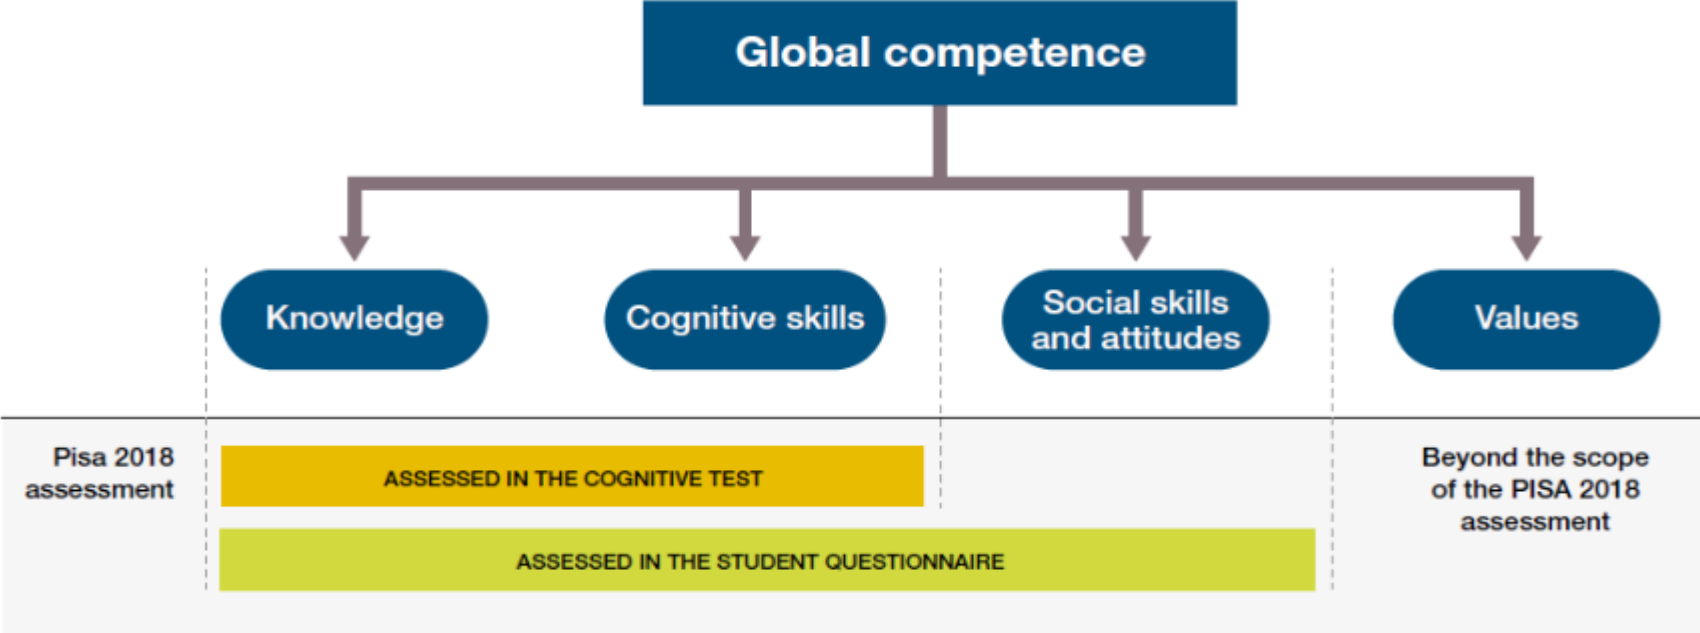 Global competence
Knowledge
Cognitive skills
Social skills
and attitudes
Values
Pisa 2018
assessment
ASSESSED IN THE COGNITIVE TEST
ASSESSED IN THE STUDENT QUESTIONNAIRE
Beyond the scope
of the PISA 2018
assessment